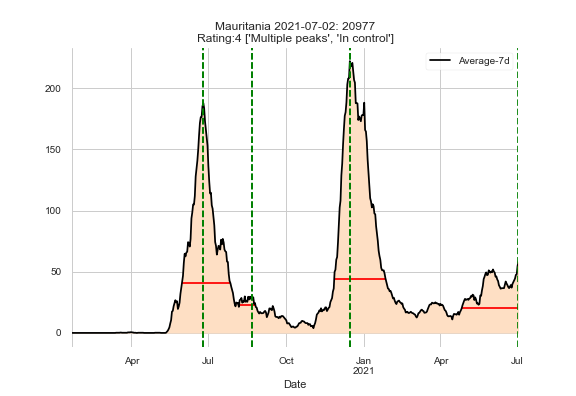 Mauritania 2021-07-02: 20977
Rating:4 ['Multiple peaks', 'In control']
Average-7d
200
150
100
50
0
Apr
Jul
Oct
Jan
2021
Apr
Jul
Date